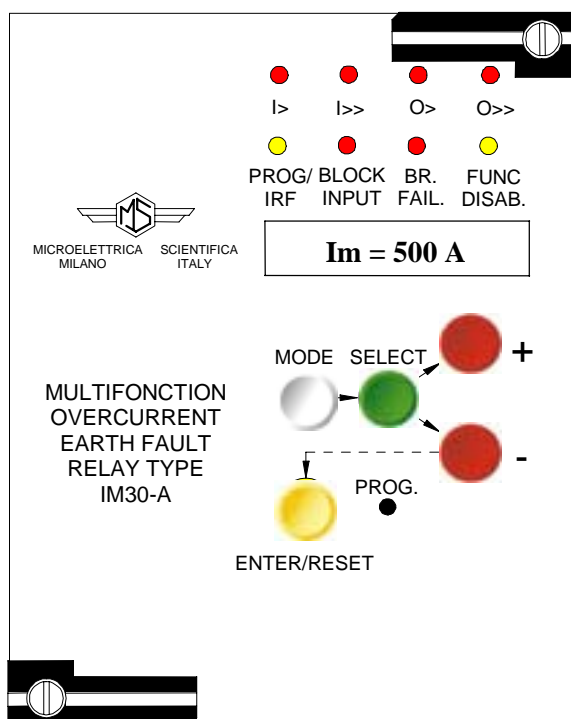 I> I>> O> O>>
PROG/ BLOCK BR. FUNC
IRF INPUT FAIL. DISAB.
MS
MICROELETTRICA SCIENTIFICA
MILANO ITALY
Im = 500 A
MODE SELECT
+
-
MULTIFONCTION
OVERCURRENT
EARTH FAULT
RELAY TYPE
IM30-A
PROG.
ENTER/RESET